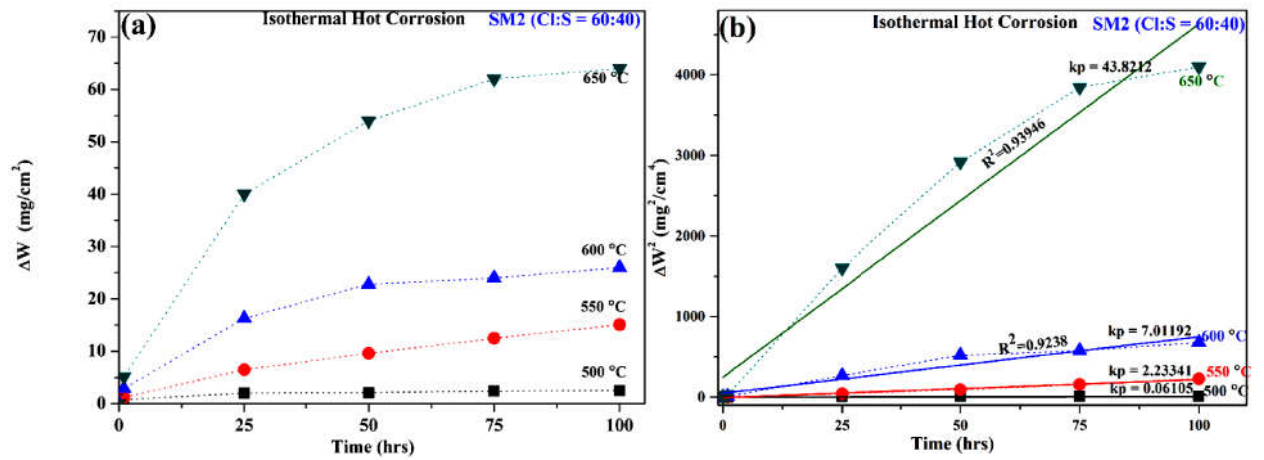 (a)
Isothermal Hot Corrosion
SM2 (Cl:S = 60:40)
70
60
50
40
30
20
10
0
ΔW (mg/cm²)
650 °C
600 °C
550 °C
500 °C
0 25 50 75 100
Time (hrs)
(b)
Isothermal Hot Corrosion
SM2 (Cl:S = 60:40)
4000
3000
2000
1000
0
ΔW² (mg²/cm⁴)
kp = 43.8212
650 °C
R²=0.93946
kp = 7.01192
600 °C
R²=0.9238
kp = 2.23341
550 °C
kp = 0.06105
500 °C
0 25 50 75 100
Time (hrs)